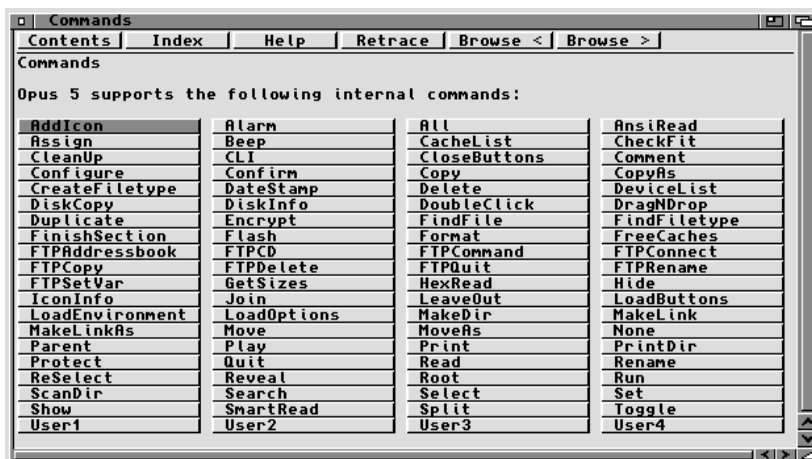 Commands
Contents Index Help Retrace Browse < Browse >
Commands
Opus 5 supports the following internal commands:
AddIcon Alarm All AnsiRead
Assign Beep CacheList CheckFit
CleanUp CLI CloseButtons Comment
Configure Confirm Copy CopyAs
CreateFiletype DateStamp Delete DeviceList
DiskCopy DiskInfo DoubleClick DragNDrop
Duplicate Encrypt FindFile FindFiletype
FinishSection Flash Format FreeCaches
FTPAddressbook FTPCD FTPCommand FTPConnect
FTPCopy FTPDelete FTPQuit FTPRename
FTPSetVar GetSizes HexRead Hide
IconInfo Join LeaveOut LoadButtons
LoadEnvironment LoadOptions MakeDir MakeLink
MakeLinkAs Move MoveAs None
Parent Play Print PrintDir
Protect Quit Read Rename
ReSelect Reveal Root Run
ScanDir Search Select Set
Show SmartRead Split Toggle
User1 User2 User3 User4